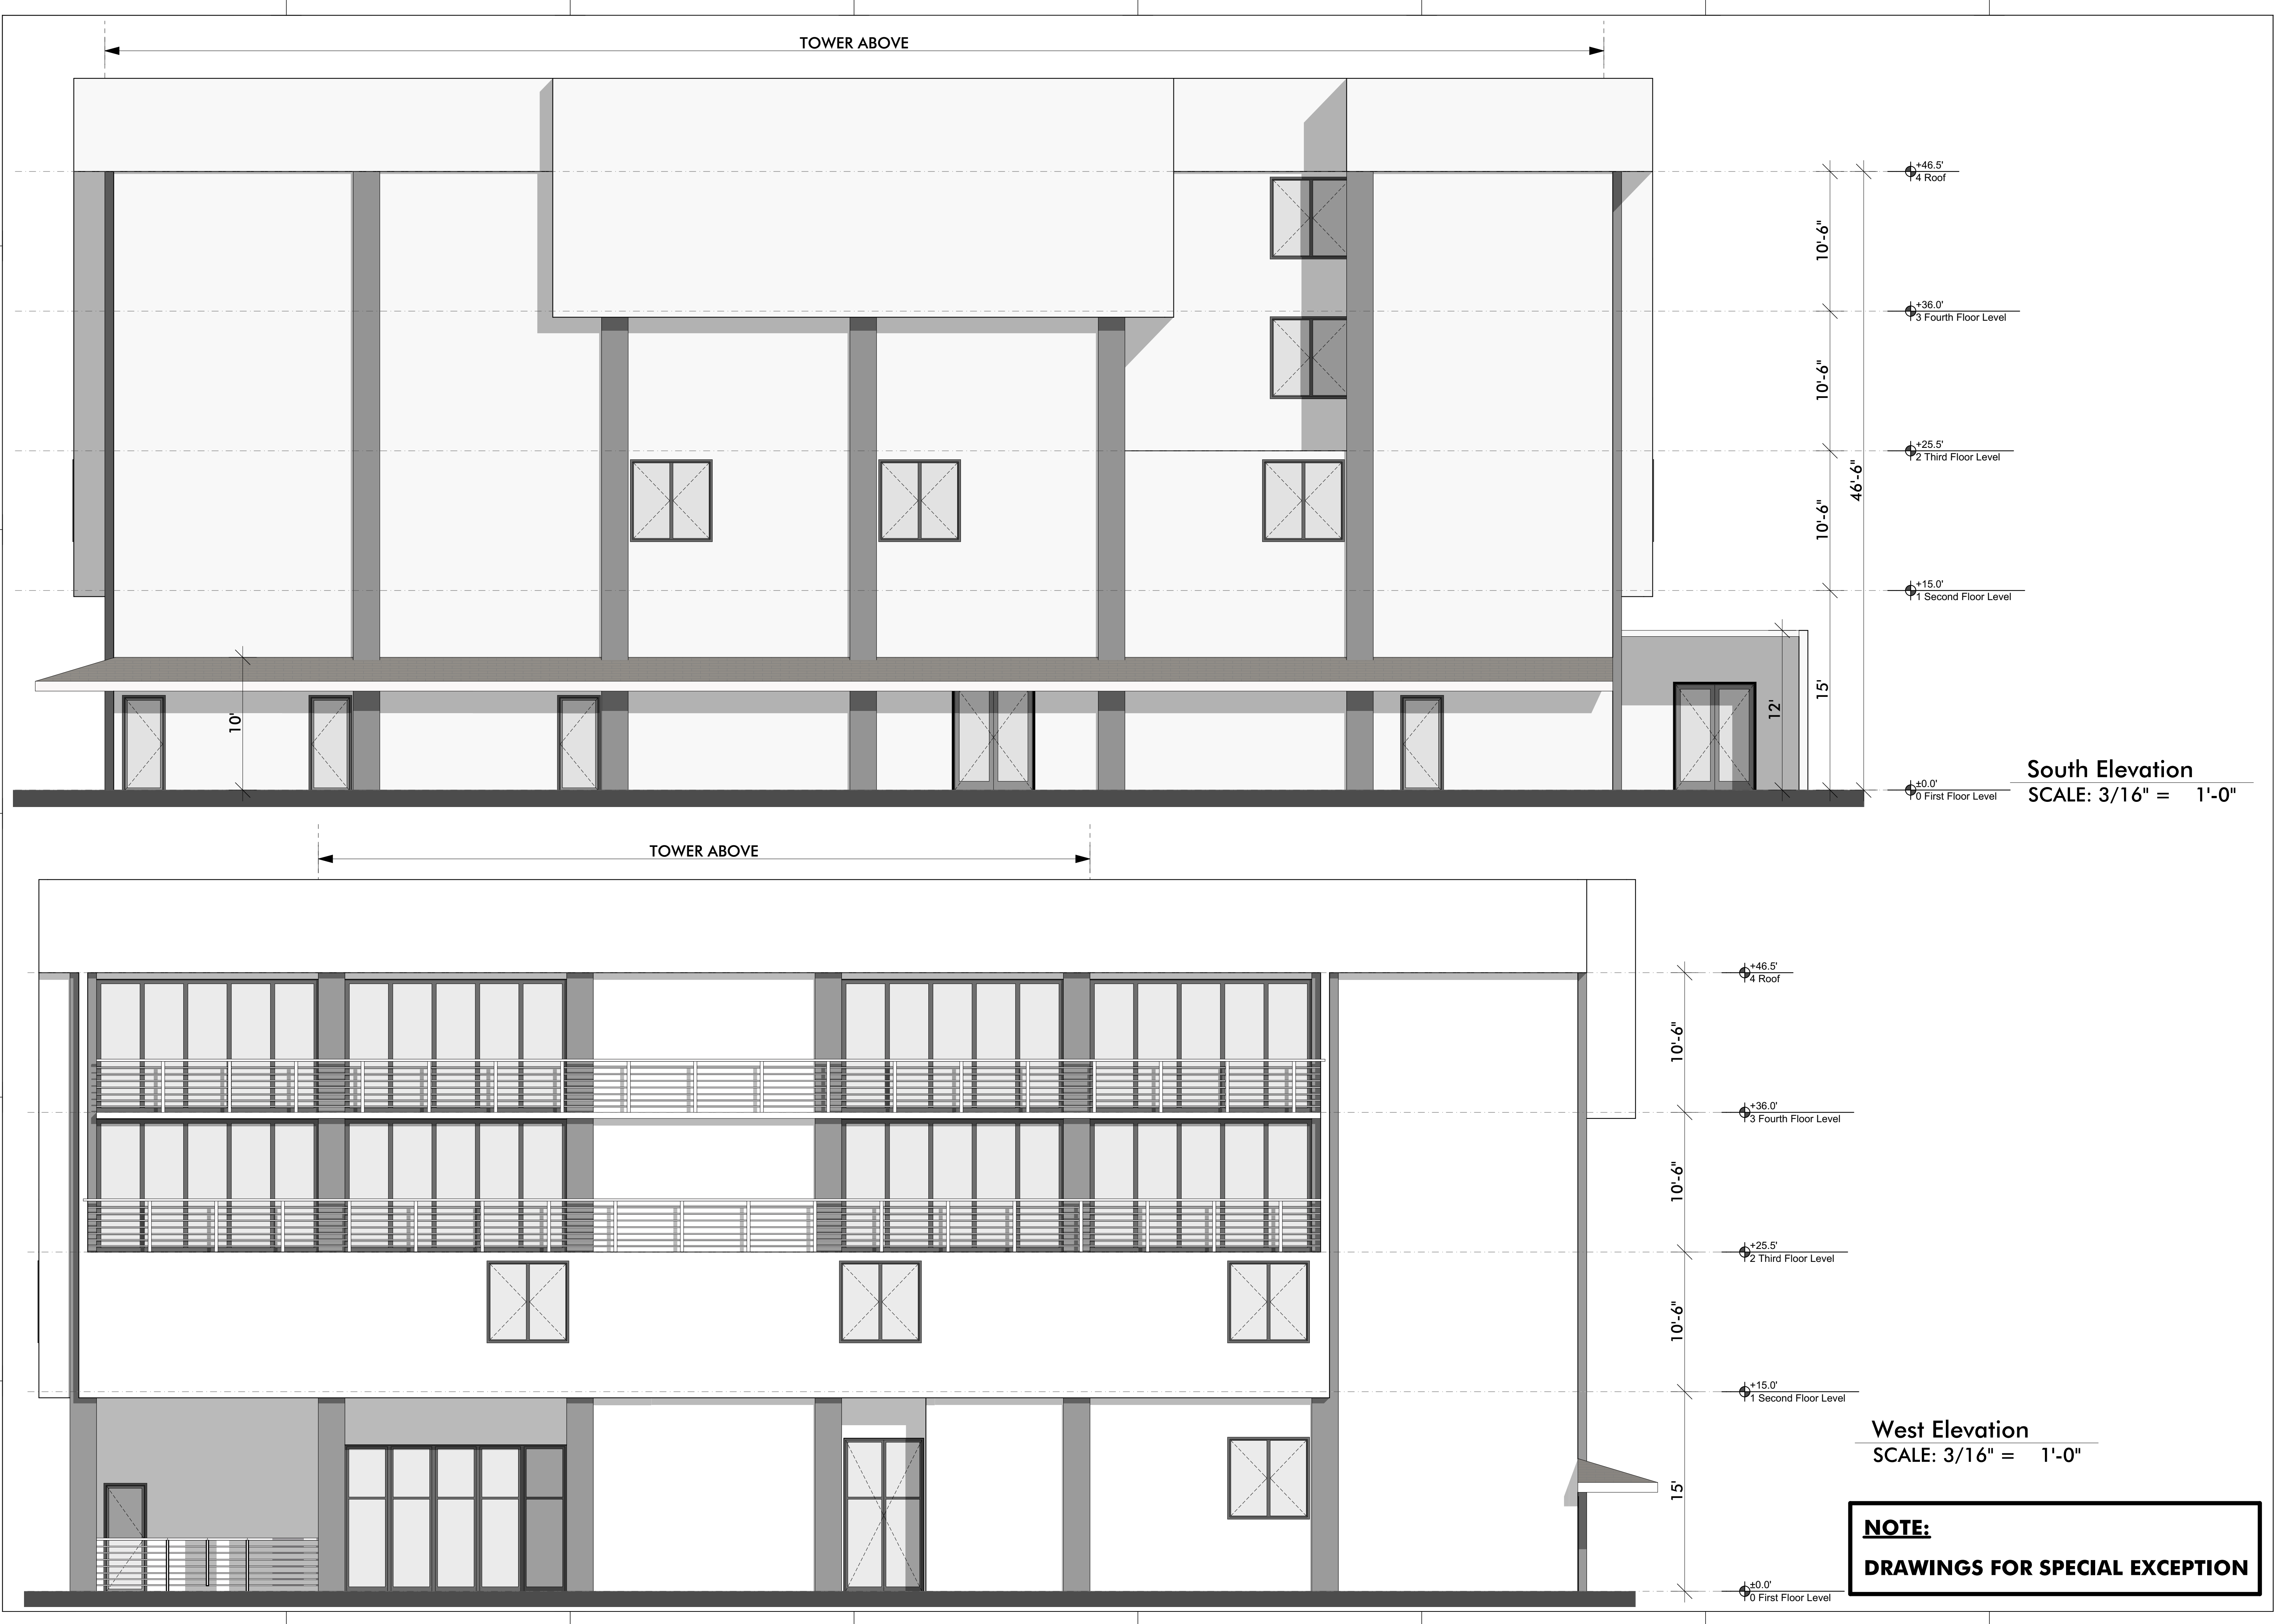 TOWER ABOVE
+46.5'
4 Roof
10'-6"
+36.0'
3 Fourth Floor Level
10'-6"
+25.5'
2 Third Floor Level
46'-6"
10'-6"
+15.0'
1 Second Floor Level
15'
12'
10'
±0.0'
0 First Floor Level
South Elevation
SCALE: 3/16" = 1'-0"
TOWER ABOVE
+46.5'
4 Roof
10'-6"
+36.0'
3 Fourth Floor Level
10'-6"
+25.5'
2 Third Floor Level
10'-6"
+15.0'
1 Second Floor Level
15'
±0.0'
0 First Floor Level
West Elevation
SCALE: 3/16" = 1'-0"
NOTE:
DRAWINGS FOR SPECIAL EXCEPTION